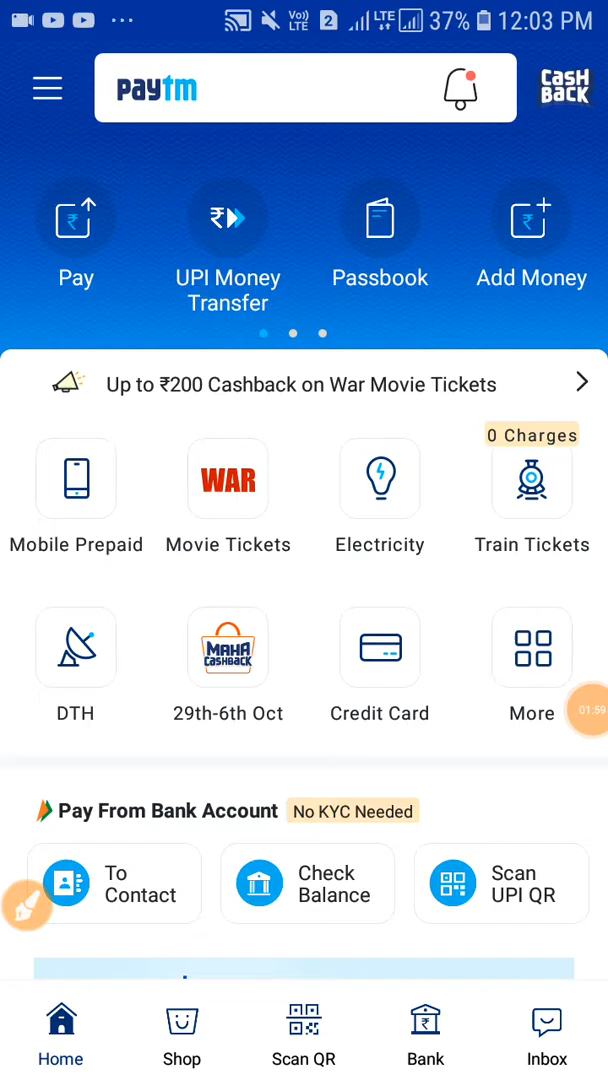 Vo))
LTE
2
LTE
37%
12:03 PM
paytm
CASH
BACK
Pay
UPI Money
Transfer
Passbook
Add Money
Up to ₹200 Cashback on War Movie Tickets
0 Charges
WAR
Mobile Prepaid
Movie Tickets
Electricity
Train Tickets
MAHA
CASHBACK
DTH
29th-6th Oct
Credit Card
More
01:59
Pay From Bank Account
No KYC Needed
To
Contact
Check
Balance
Scan
UPI QR
Home
Shop
Scan QR
Bank
Inbox